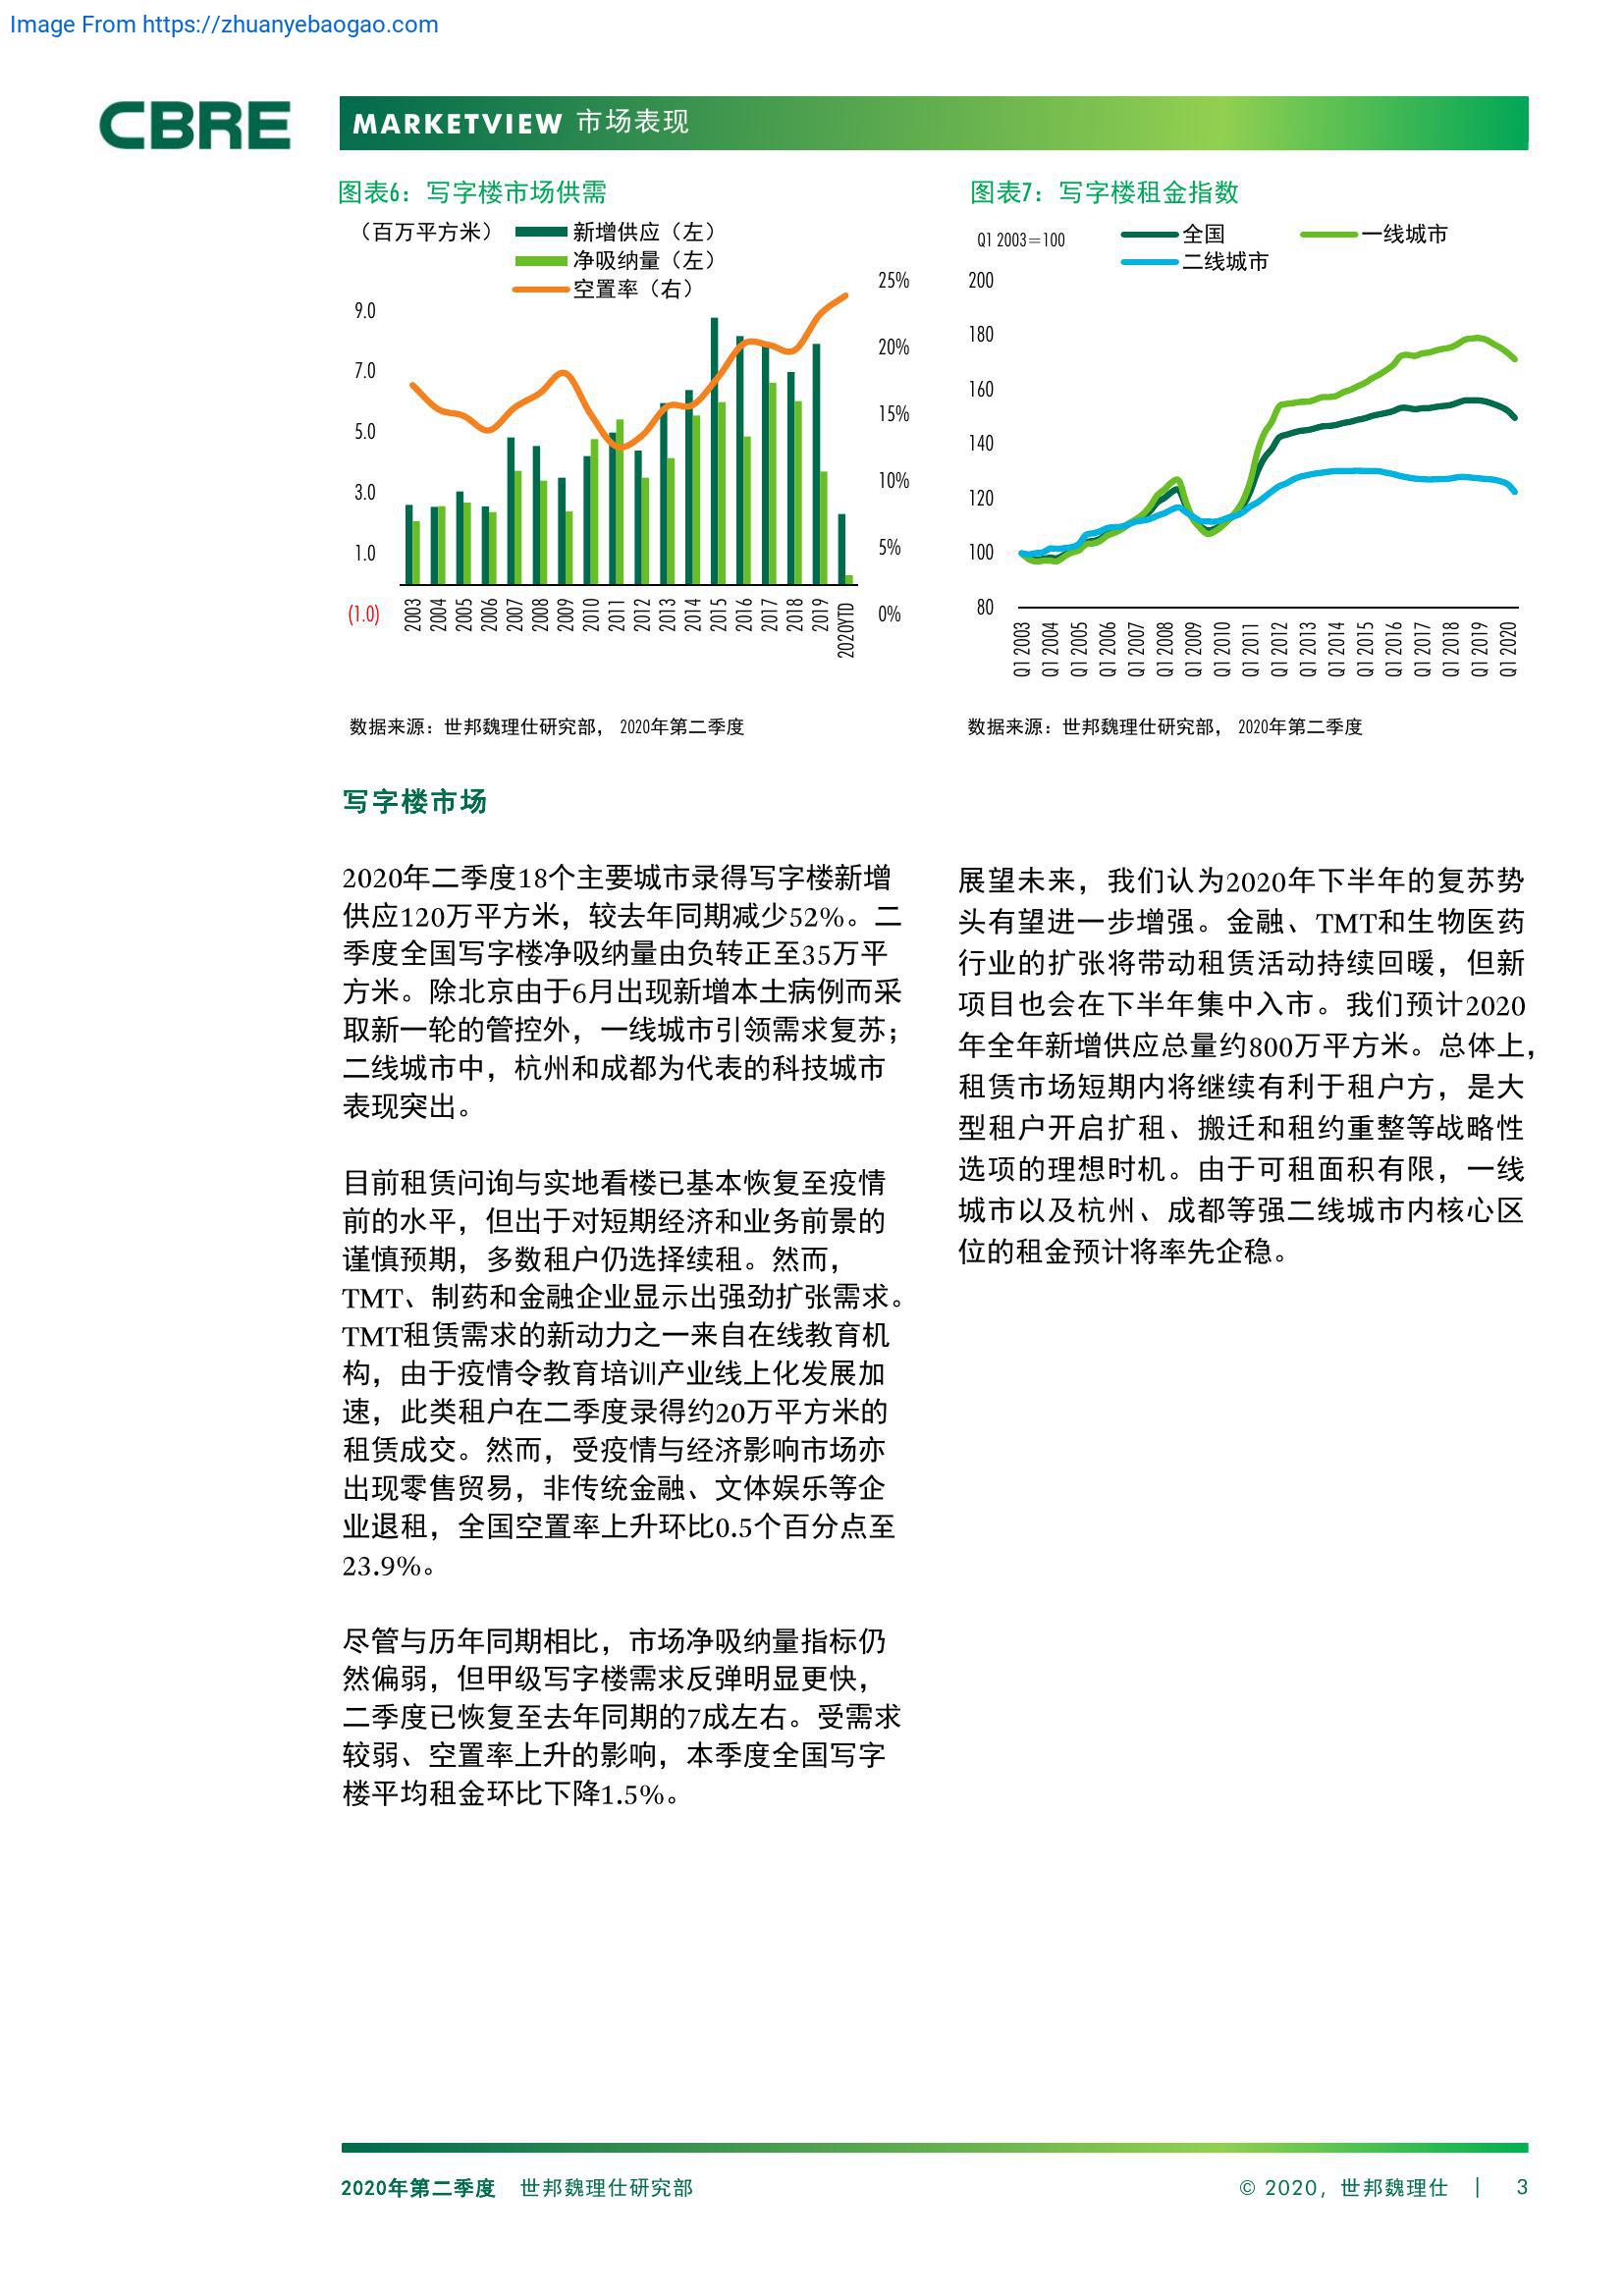 Image From https://zhuanyebaogao.com
CBRE
MARKETVIEW 市场表现
图表6：写字楼市场供需
（百万平方米）
新增供应（左）
净吸纳量（左）
空置率（右）
9.0
7.0
5.0
3.0
1.0
(1.0)
25%
20%
15%
10%
5%
0%
2003
2004
2005
2006
2007
2008
2009
2010
2011
2012
2013
2014
2015
2016
2017
2018
2019
2020YTD
数据来源：世邦魏理仕研究部， 2020年第二季度
图表7：写字楼租金指数
Q1 2003=100
全国
一线城市
二线城市
200
180
160
140
120
100
80
Q1 2003
Q1 2004
Q1 2005
Q1 2006
Q1 2007
Q1 2008
Q1 2009
Q1 2010
Q1 2011
Q1 2012
Q1 2013
Q1 2014
Q1 2015
Q1 2016
Q1 2017
Q1 2018
Q1 2019
Q1 2020
数据来源：世邦魏理仕研究部， 2020年第二季度
写字楼市场
2020年二季度18个主要城市录得写字楼新增
供应120万平方米，较去年同期减少52%。二
季度全国写字楼净吸纳量由负转正至35万平
方米。除北京由于6月出现新增本土病例而采
取新一轮的管控外，一线城市引领需求复苏；
二线城市中，杭州和成都为代表的科技城市
表现突出。
目前租赁问询与实地看楼已基本恢复至疫情
前的水平，但出于对短期经济和业务前景的
谨慎预期，多数租户仍选择续租。然而，
TMT、制药和金融企业显示出强劲扩张需求。
TMT租赁需求的新动力之一来自在线教育机
构，由于疫情令教育培训产业线上化发展加
速，此类租户在二季度录得约20万平方米的
租赁成交。然而，受疫情与经济影响市场亦
出现零售贸易，非传统金融、文体娱乐等企
业退租，全国空置率上升环比0.5个百分点至
23.9%。
尽管与历年同期相比，市场净吸纳量指标仍
然偏弱，但甲级写字楼需求反弹明显更快，
二季度已恢复至去年同期的7成左右。受需求
较弱、空置率上升的影响，本季度全国写字
楼平均租金环比下降1.5%。
展望未来，我们认为2020年下半年的复苏势
头有望进一步增强。金融、TMT和生物医药
行业的扩张将带动租赁活动持续回暖，但新
项目也会在下半年集中入市。我们预计2020
年全年新增供应总量约800万平方米。总体上，
租赁市场短期内将继续有利于租户方，是大
型租户开启扩租、搬迁和租约重整等战略性
选项的理想时机。由于可租面积有限，一线
城市以及杭州、成都等强二线城市内核心区
位的租金预计将率先企稳。
2020年第二季度 世邦魏理仕研究部
© 2020，世邦魏理仕 | 3